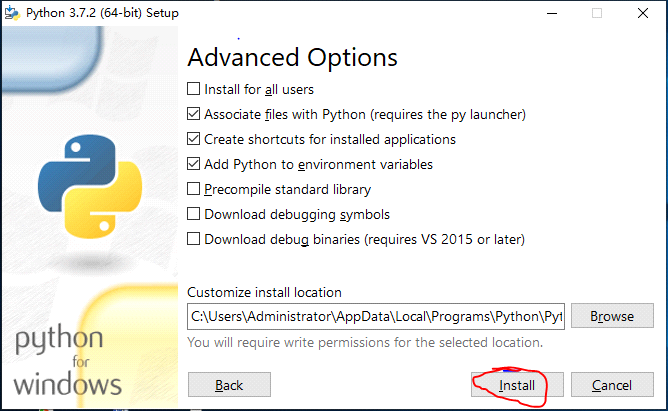 Python 3.7.2 (64-bit) Setup
Advanced Options
Install for all users
Associate files with Python (requires the py launcher)
Create shortcuts for installed applications
Add Python to environment variables
Precompile standard library
Download debugging symbols
Download debug binaries (requires VS 2015 or later)
Customize install location
C:\Users\Administrator\AppData\Local\Programs\Python\Pyt
Browse
You will require write permissions for the selected location.
python
for
windows
Back
Install
Cancel